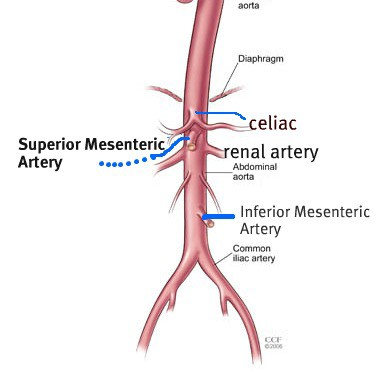 aorta
Diaphragm
celiac
Superior Mesenteric
Artery
renal artery
Abdominal
aorta
Inferior Mesenteric
Artery
Common
iliac artery
CCF
©2006